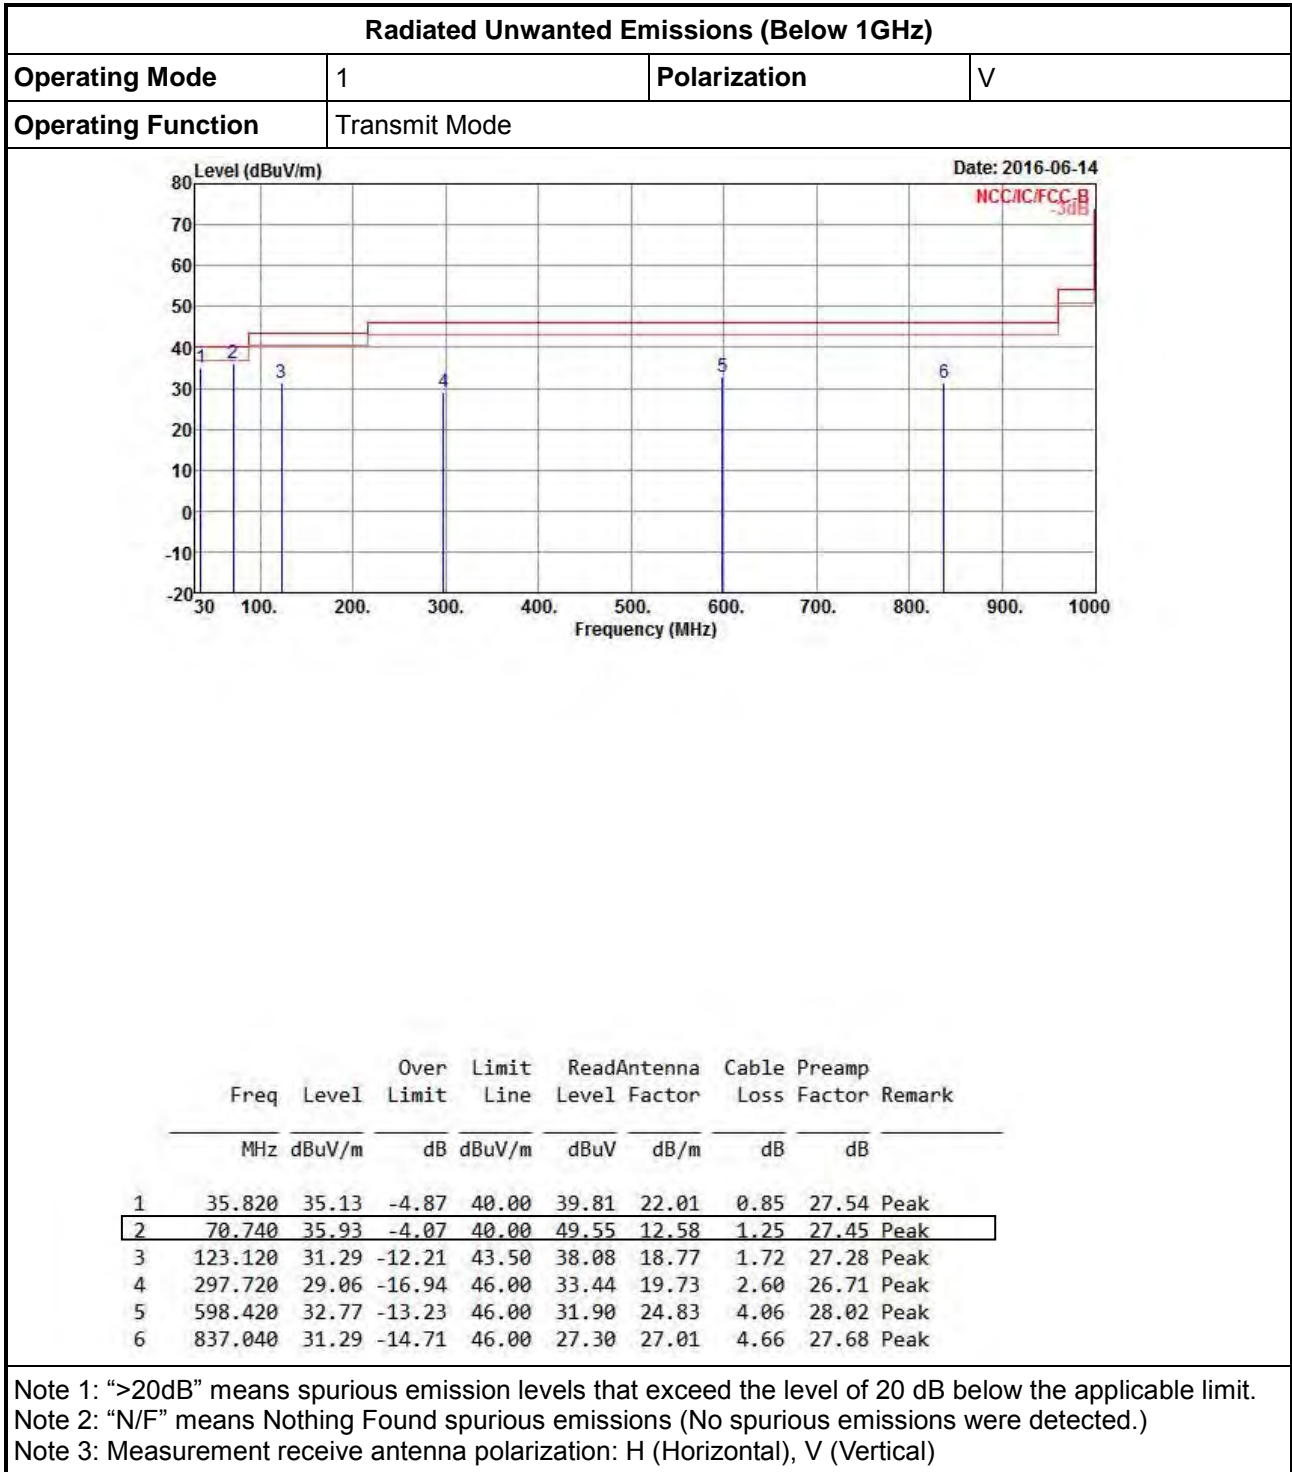 Radiated Unwanted Emissions (Below 1GHz)
Operating Mode 1 Polarization V
Operating Function Transmit Mode
Level (dBuV/m) Date: 2016-06-14
NCC/IC/FCC-B
-3dB
80
70
60
50
40
30
20
10
0
-10
-20
1 2 3 4 5 6
30 100. 200. 300. 400. 500. 600. 700. 800. 900. 1000
Frequency (MHz)
Over Limit ReadAntenna Cable Preamp
Freq Level Limit Line Level Factor Loss Factor Remark
MHz dBuV/m dB dBuV/m dBuV dB/m dB dB
1 35.820 35.13 -4.87 40.00 39.81 22.01 0.85 27.54 Peak
2 70.740 35.93 -4.07 40.00 49.55 12.58 1.25 27.45 Peak
3 123.120 31.29 -12.21 43.50 38.08 18.77 1.72 27.28 Peak
4 297.720 29.06 -16.94 46.00 33.44 19.73 2.60 26.71 Peak
5 598.420 32.77 -13.23 46.00 31.90 24.83 4.06 28.02 Peak
6 837.040 31.29 -14.71 46.00 27.30 27.01 4.66 27.68 Peak
Note 1: “>20dB” means spurious emission levels that exceed the level of 20 dB below the applicable limit.
Note 2: “N/F” means Nothing Found spurious emissions (No spurious emissions were detected.)
Note 3: Measurement receive antenna polarization: H (Horizontal), V (Vertical)